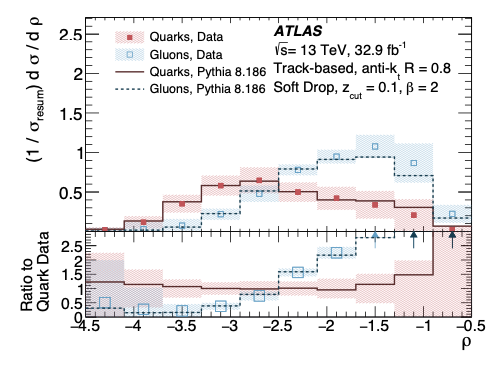 (1 / σresum) d σ / d ρ
2.5
2
1.5
1
0.5
Quarks, Data
Gluons, Data
Quarks, Pythia 8.186
Gluons, Pythia 8.186
ATLAS
√s= 13 TeV, 32.9 fb⁻¹
Track-based, anti-kt R = 0.8
Soft Drop, zcut = 0.1, β = 2
Ratio to
Quark Data
2.5
2
1.5
1
0.5
0
−4.5 −4 −3.5 −3 −2.5 −2 −1.5 −1 −0.5
ρ